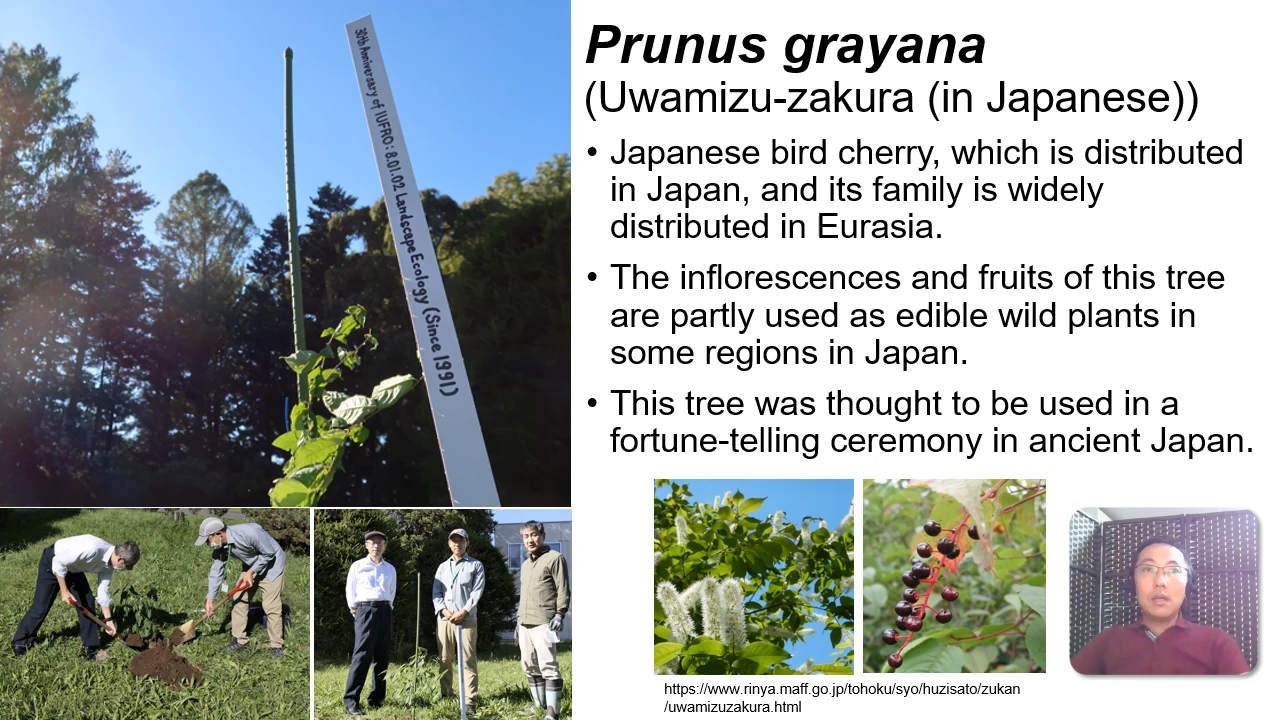 30th Anniversary of IUFRO: 8.01.02 Landscape Ecology (Since 1991)
Prunus grayana
(Uwamizu-zakura (in Japanese))
• Japanese bird cherry, which is distributed
in Japan, and its family is widely
distributed in Eurasia.
• The inflorescences and fruits of this tree
are partly used as edible wild plants in
some regions in Japan.
• This tree was thought to be used in a
fortune-telling ceremony in ancient Japan.
https://www.rinya.maff.go.jp/tohoku/syo/huzisato/zukan
/uwamizuzakura.html